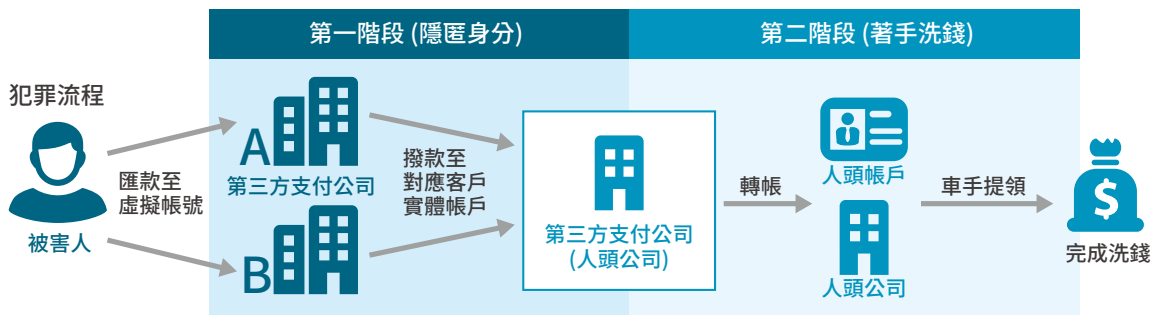 第一階段 (隱匿身分)
第二階段 (著手洗錢)
犯罪流程
被害人
匯款至
虛擬帳號
A
第三方支付公司
B
撥款至
對應客戶
實體帳戶
第三方支付公司
(人頭公司)
轉帳
人頭帳戶
人頭公司
車手提領
$
完成洗錢